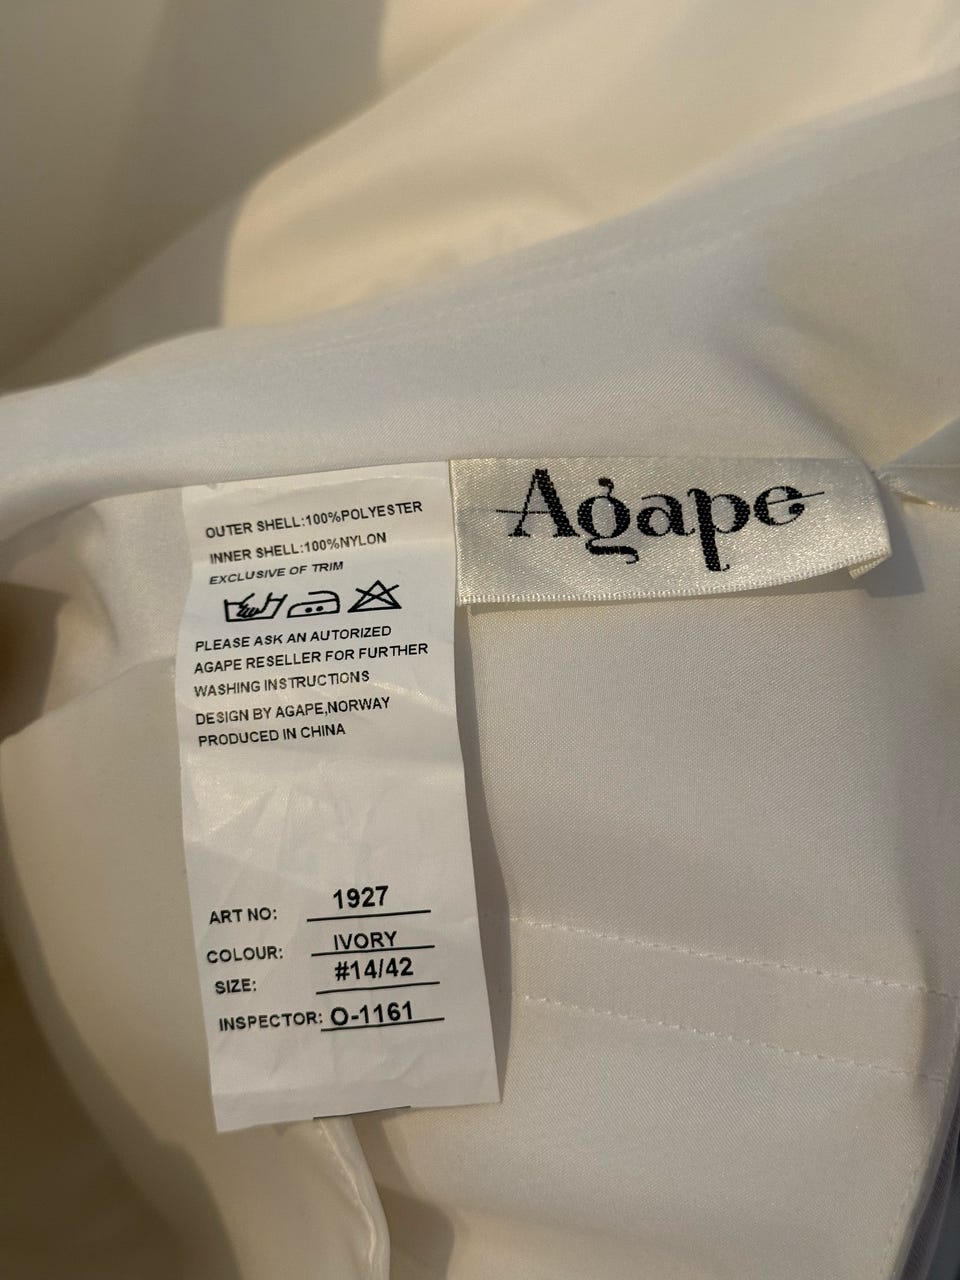 Agape
OUTER SHELL:100%POLYESTER
INNER SHELL:100%NYLON
EXCLUSIVE OF TRIM
PLEASE ASK AN AUTORIZED
AGAPE RESELLER FOR FURTHER
WASHING INSTRUCTIONS
DESIGN BY AGAPE,NORWAY
PRODUCED IN CHINA
ART NO: 1927
COLOUR: IVORY
SIZE: #14/42
INSPECTOR: O-1161